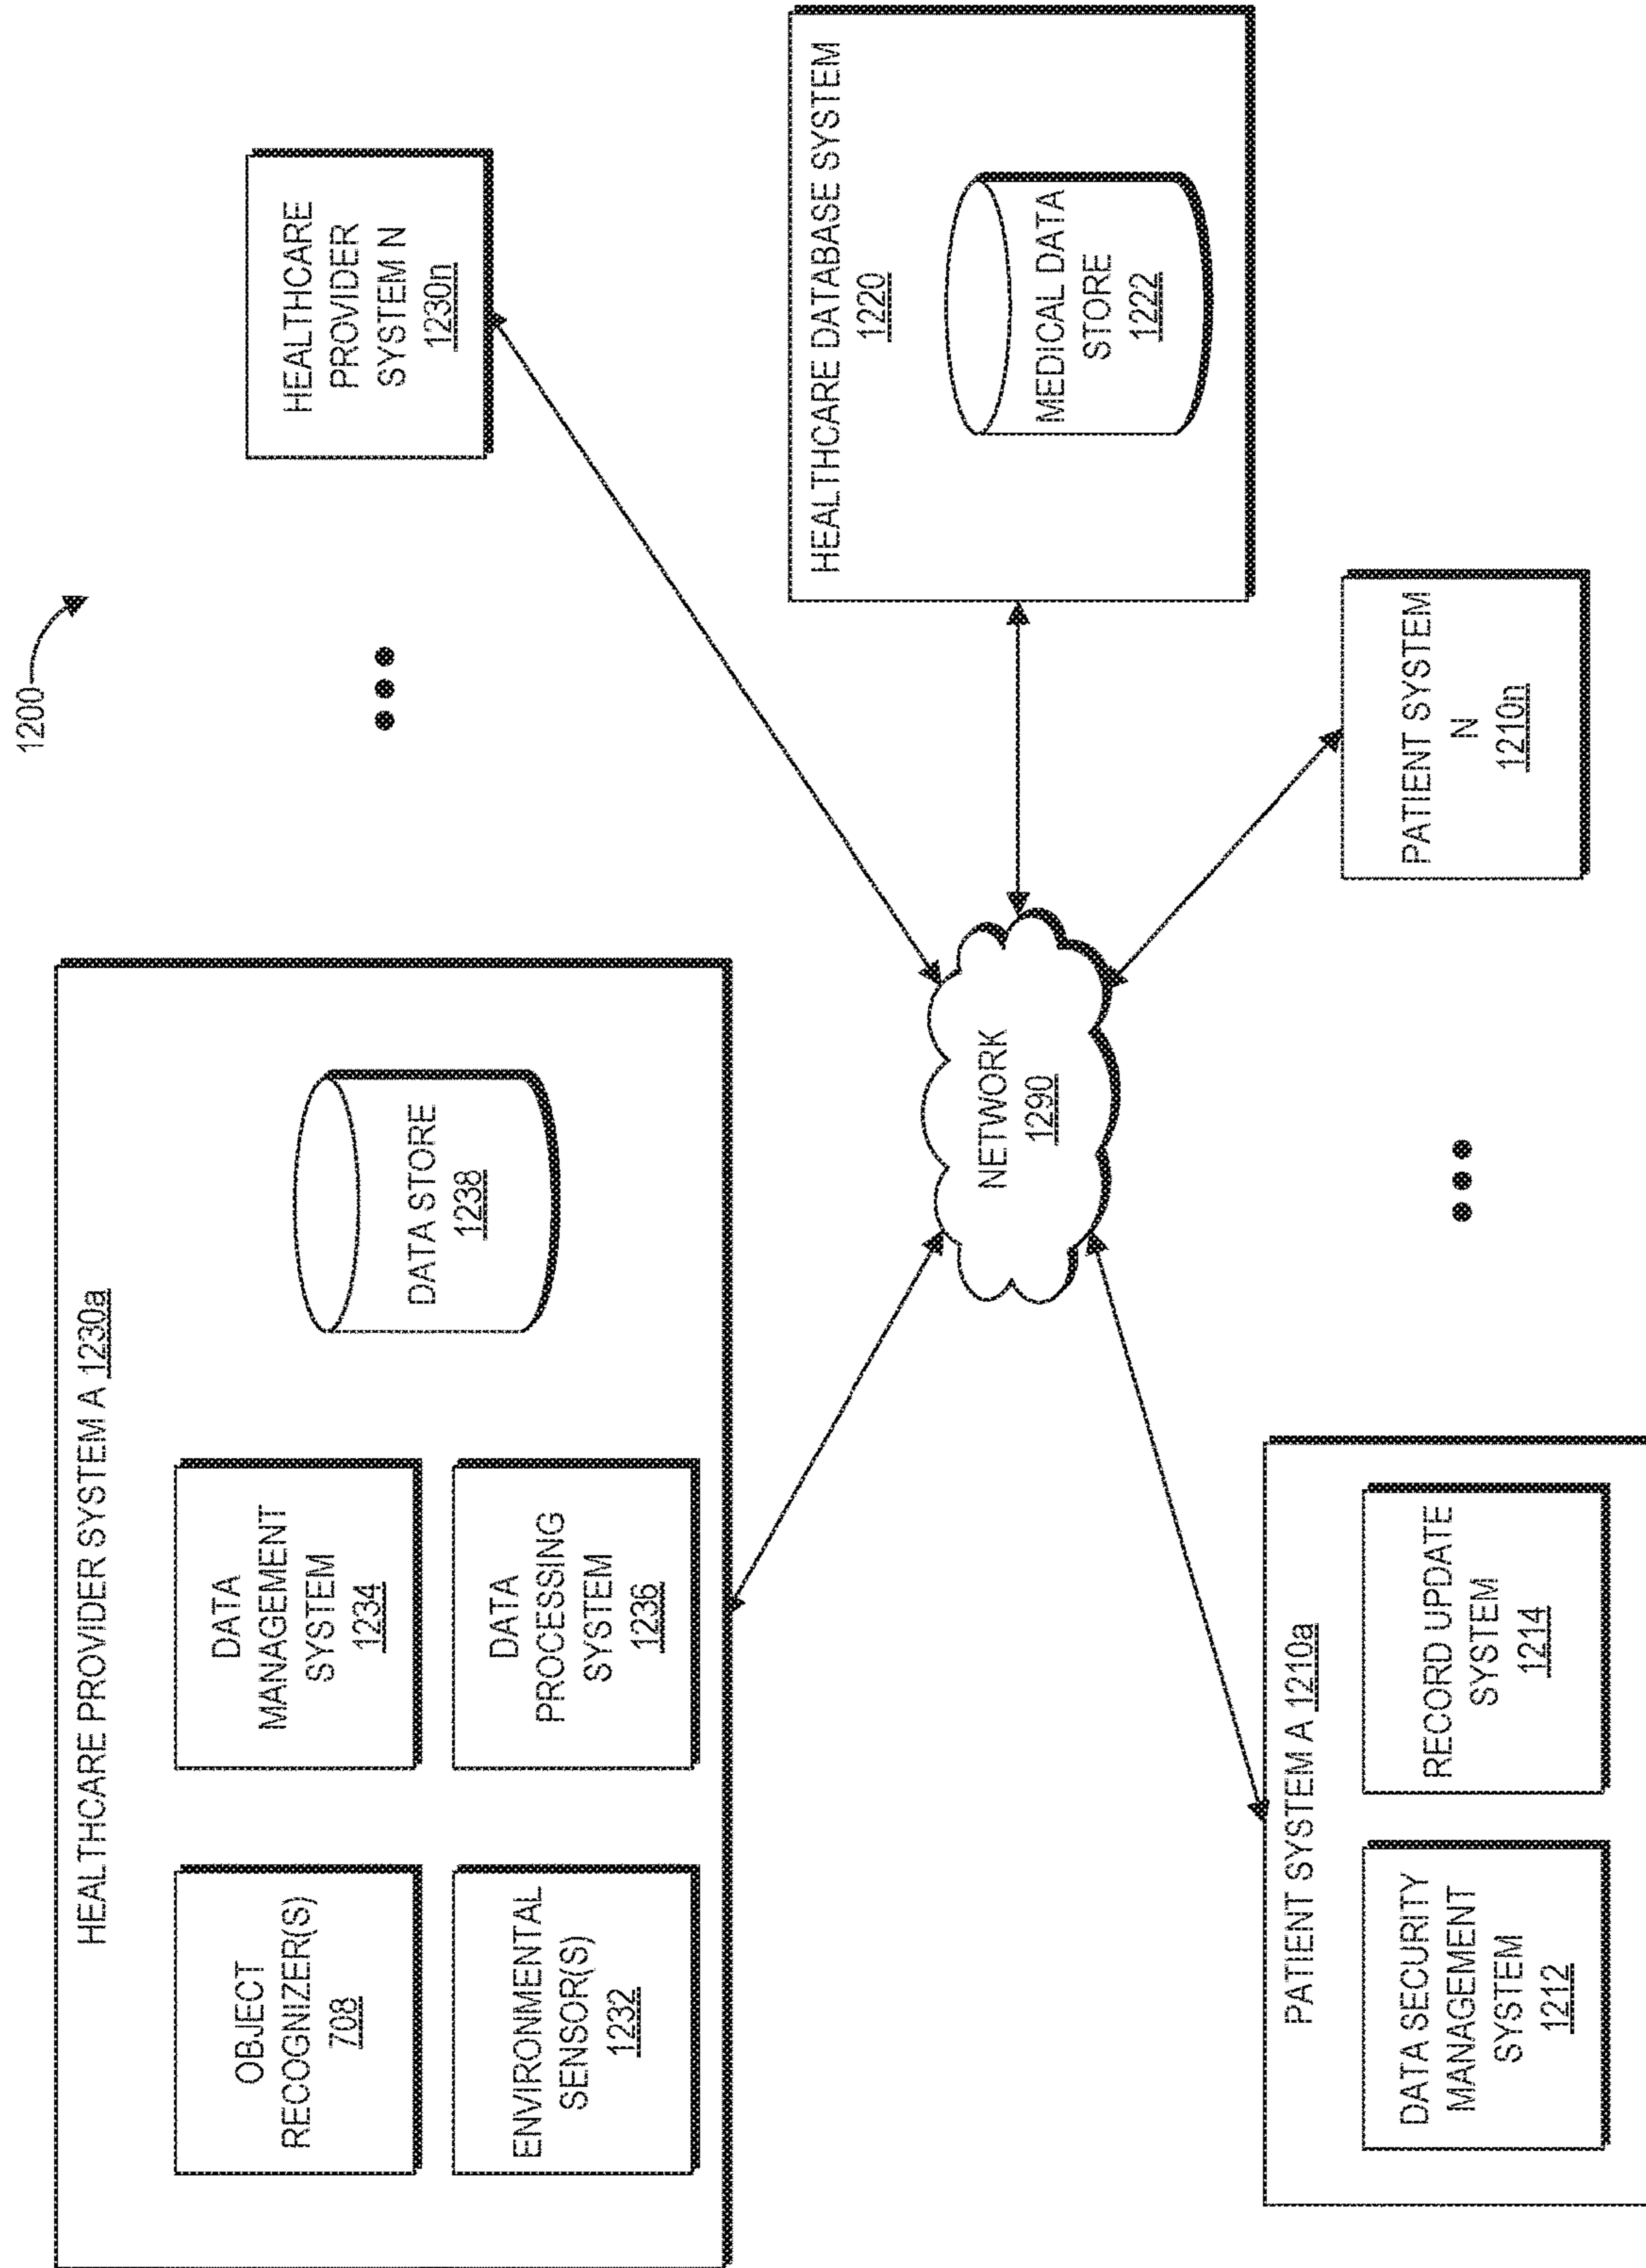 1200
HEALTHCARE PROVIDER SYSTEM A 1230a
OBJECT
RECOGNIZER(S)
708
DATA
MANAGEMENT
SYSTEM
1234
ENVIRONMENTAL
SENSOR(S)
1232
DATA
PROCESSING
SYSTEM
1236
DATA STORE
1238
HEALTHCARE
PROVIDER
SYSTEM N
1230n
NETWORK
1290
HEALTHCARE DATABASE SYSTEM
1220
MEDICAL DATA
STORE
1222
PATIENT SYSTEM A 1210a
DATA SECURITY
MANAGEMENT
SYSTEM
1212
RECORD UPDATE
SYSTEM
1214
PATIENT SYSTEM
N
1210n